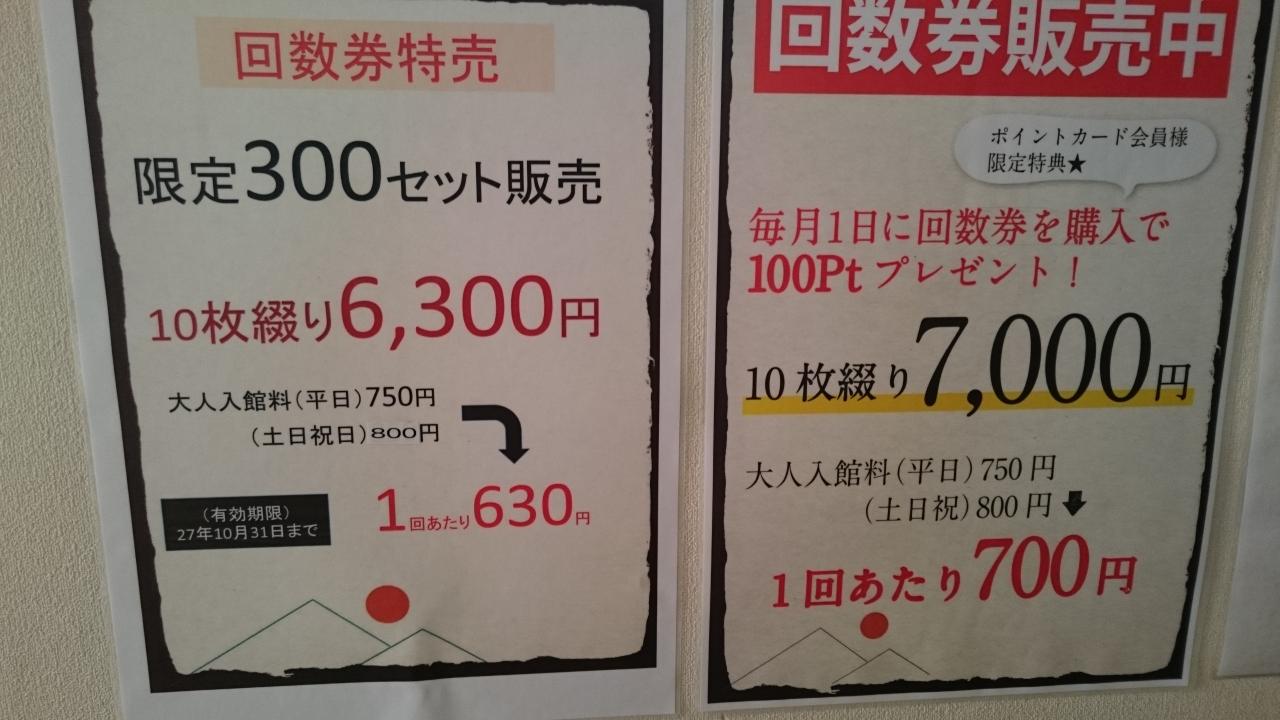 回数券特売
限定300セット販売
10枚綴り6,300円
大人入館料(平日)750円
(土日祝日)800円
1回あたり630円
(有効期限)
27年10月31日まで
回数券販売中
ポイントカード会員様
限定特典★
毎月1日に回数券を購入で
100Ptプレゼント!
10枚綴り7,000円
大人入館料(平日)750円
(土日祝)800円
1回あたり700円